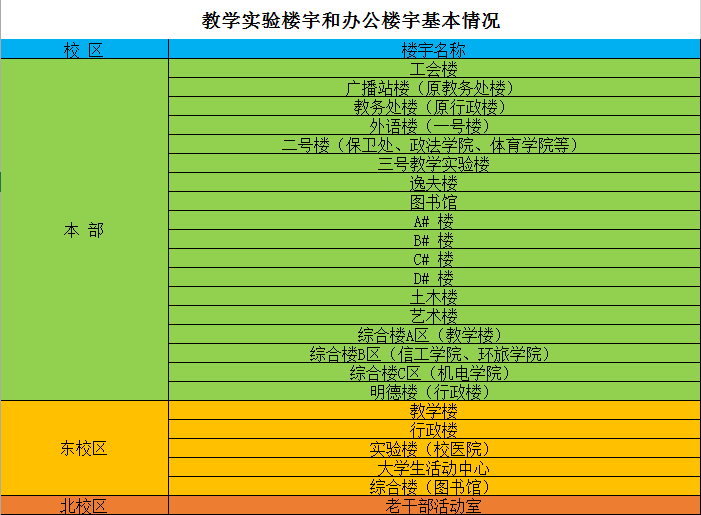 教学实验楼宇和办公楼宇基本情况
校 区 楼宇名称
本 部
工会楼
广播站楼（原教务处楼）
教务处楼（原行政楼）
外语楼（一号楼）
二号楼（保卫处、政法学院、体育学院等）
三号教学实验楼
逸夫楼
图书馆
A# 楼
B# 楼
C# 楼
D# 楼
土木楼
艺术楼
综合楼A区（教学楼）
综合楼B区（信工学院、环旅学院）
综合楼C区（机电学院）
明德楼（行政楼）
东校区
教学楼
行政楼
实验楼（校医院）
大学生活动中心
综合楼（图书馆）
北校区 老干部活动室